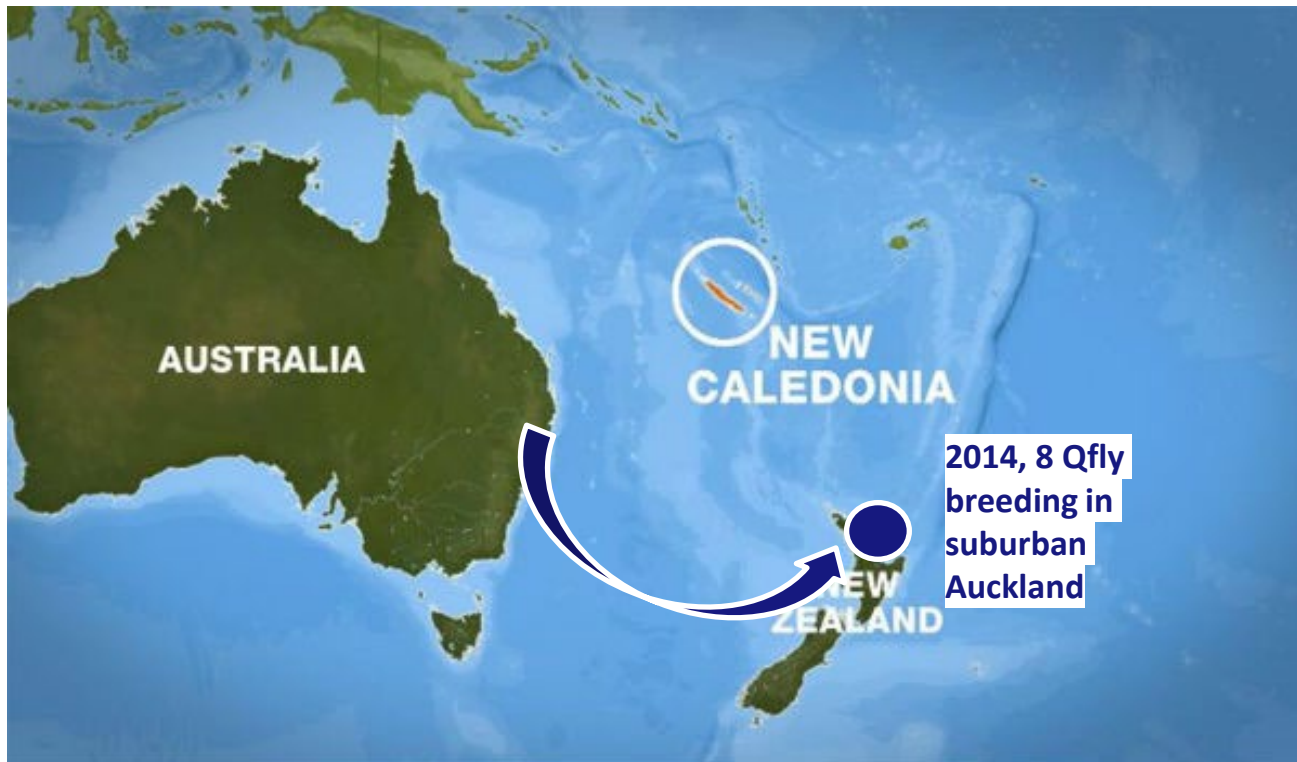 AUSTRALIA
NEW
CALEDONIA
2014, 8 Qfly
breeding in
suburban
Auckland
NEW
ZEALAND